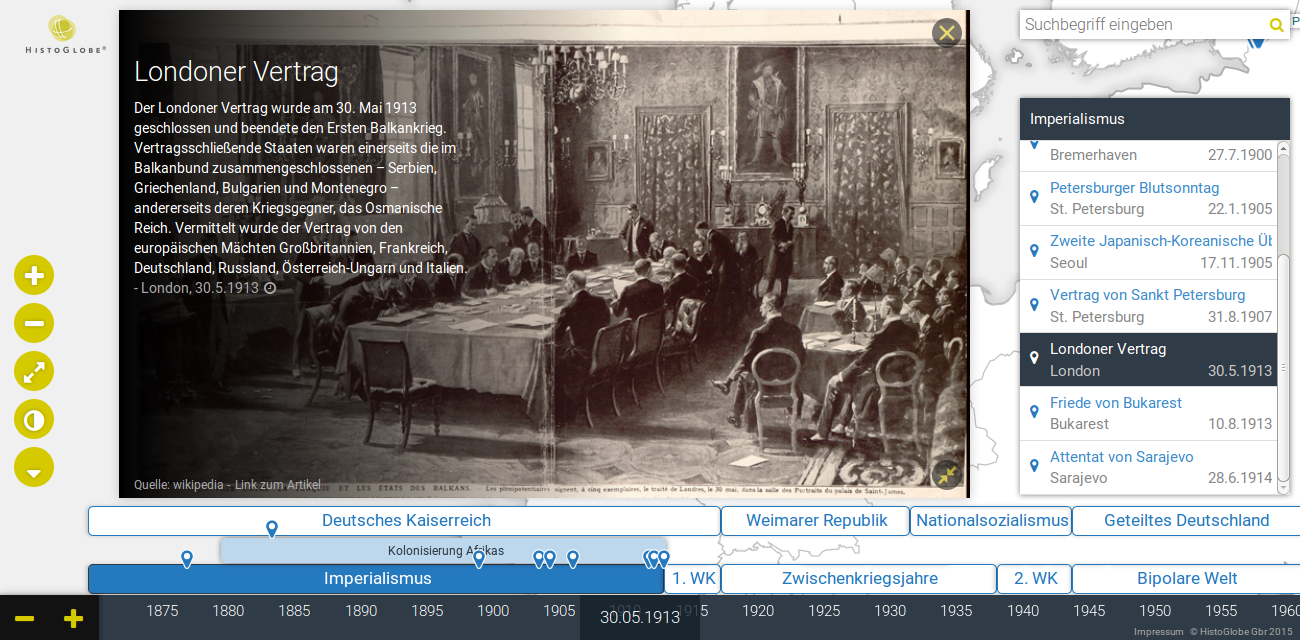 HISTOGLOBE®
Suchbegriff eingeben
P
Londoner Vertrag
Der Londoner Vertrag wurde am 30. Mai 1913
geschlossen und beendete den Ersten Balkankrieg.
Vertragsschließende Staaten waren einerseits die im
Balkanbund zusammengeschlossenen – Serbien,
Griechenland, Bulgarien und Montenegro –
andererseits deren Kriegsgegner, das Osmanische
Reich. Vermittelt wurde der Vertrag von den
europäischen Mächten Großbritannien, Frankreich,
Deutschland, Russland, Österreich-Ungarn und Italien.
- London, 30.5.1913
Quelle: wikipedia - Link zum Artikel
ET LES ÉTATS DES BALKANS. Les plénipotentiaires signent, à cinq exemplaires, le traité de Londres, le 30 mai, dans la salle des Portraits du palais de Saint-James.
Imperialismus
Bremerhaven 27.7.1900
Petersburger Blutsonntag
St. Petersburg 22.1.1905
Zweite Japanisch-Koreanische Üb
Seoul 17.11.1905
Vertrag von Sankt Petersburg
St. Petersburg 31.8.1907
Londoner Vertrag
London 30.5.1913
Friede von Bukarest
Bukarest 10.8.1913
Attentat von Sarajevo
Sarajevo 28.6.1914
Deutsches Kaiserreich Weimarer Republik Nationalsozialismus Geteiltes Deutschland
Kolonisierung Afrikas
Imperialismus 1. WK Zwischenkriegsjahre 2. WK Bipolare Welt
1875 1880 1885 1890 1895 1900 1905 1910 1915 1920 1925 1930 1935 1940 1945 1950 1955 1960
30.05.1913
Impressum © HistoGlobe Gbr 2015